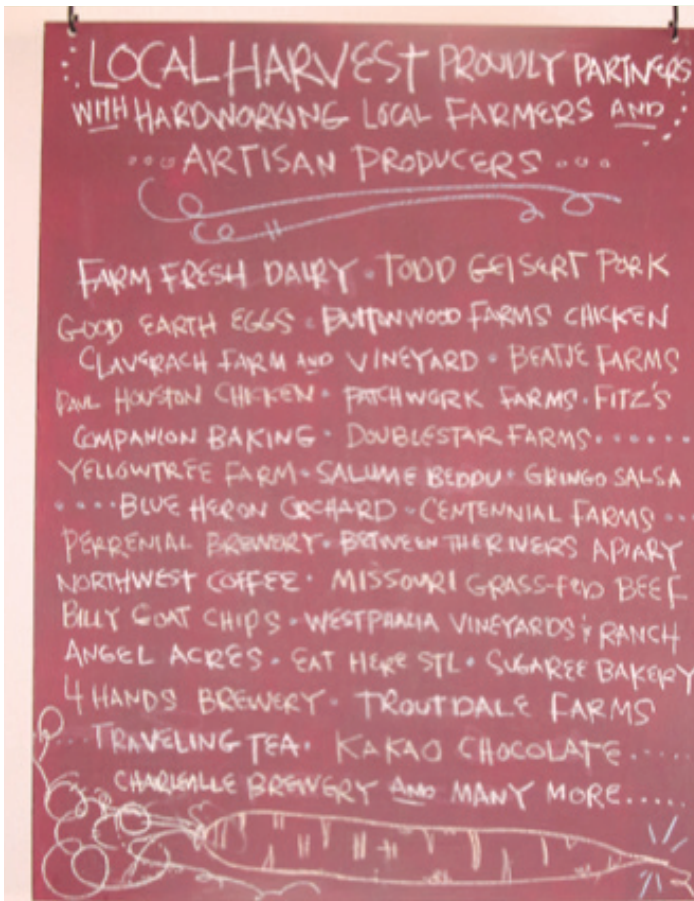 LOCAL HARVEST PROUDLY PARTNERS
WITH HARDWORKING LOCAL FARMERS AND
ARTISAN PRODUCERS
FARM FRESH DAIRY • TODD GEISERT PORK
GOOD EARTH EGGS • BUTTONWOOD FARMS CHICKEN
CLAVERACH FARM AND VINEYARD • BEATJE FARMS
PAUL HOUSTON CHICKEN • PATCHWORK FARMS • FITZ'S
COMPANION BAKING • DOUBLESTAR FARMS
YELLOWTREE FARM • SALUME BEDDU • GRINGO SALSA
BLUE HERON ORCHARD • CENTENNIAL FARMS
PERRENIAL BREWERY • BETWEEN THE RIVERS APIARY
NORTHWEST COFFEE • MISSOURI GRASS-FED BEEF
BILLY GOAT CHIPS • WESTPHALIA VINEYARDS & RANCH
ANGEL ACRES • EAT HERE STL • SUGAREE BAKERY
4 HANDS BREWERY • TROUTDALE FARMS
TRAVELING TEA • KAKAO CHOCOLATE
BREWERY AND MANY MORE